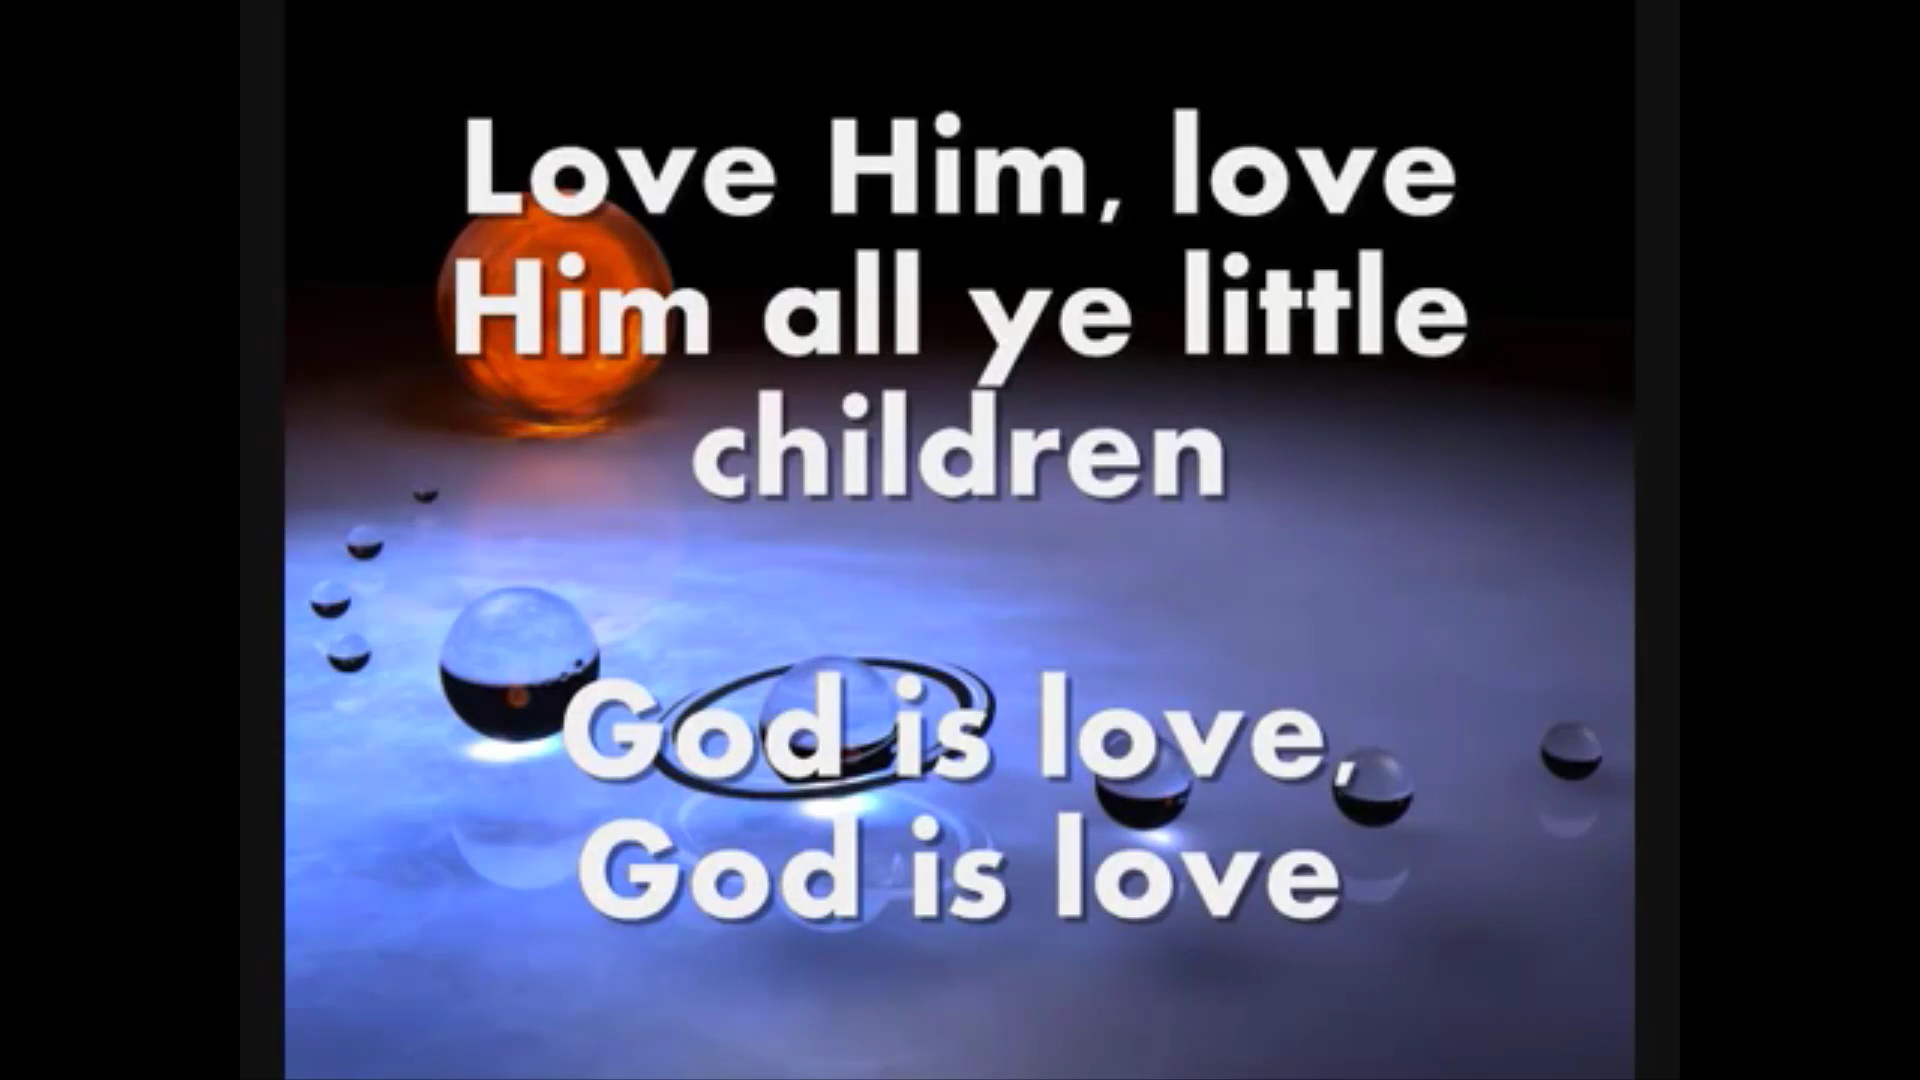 Love Him, love
Him all ye little
children
God is love,
God is love